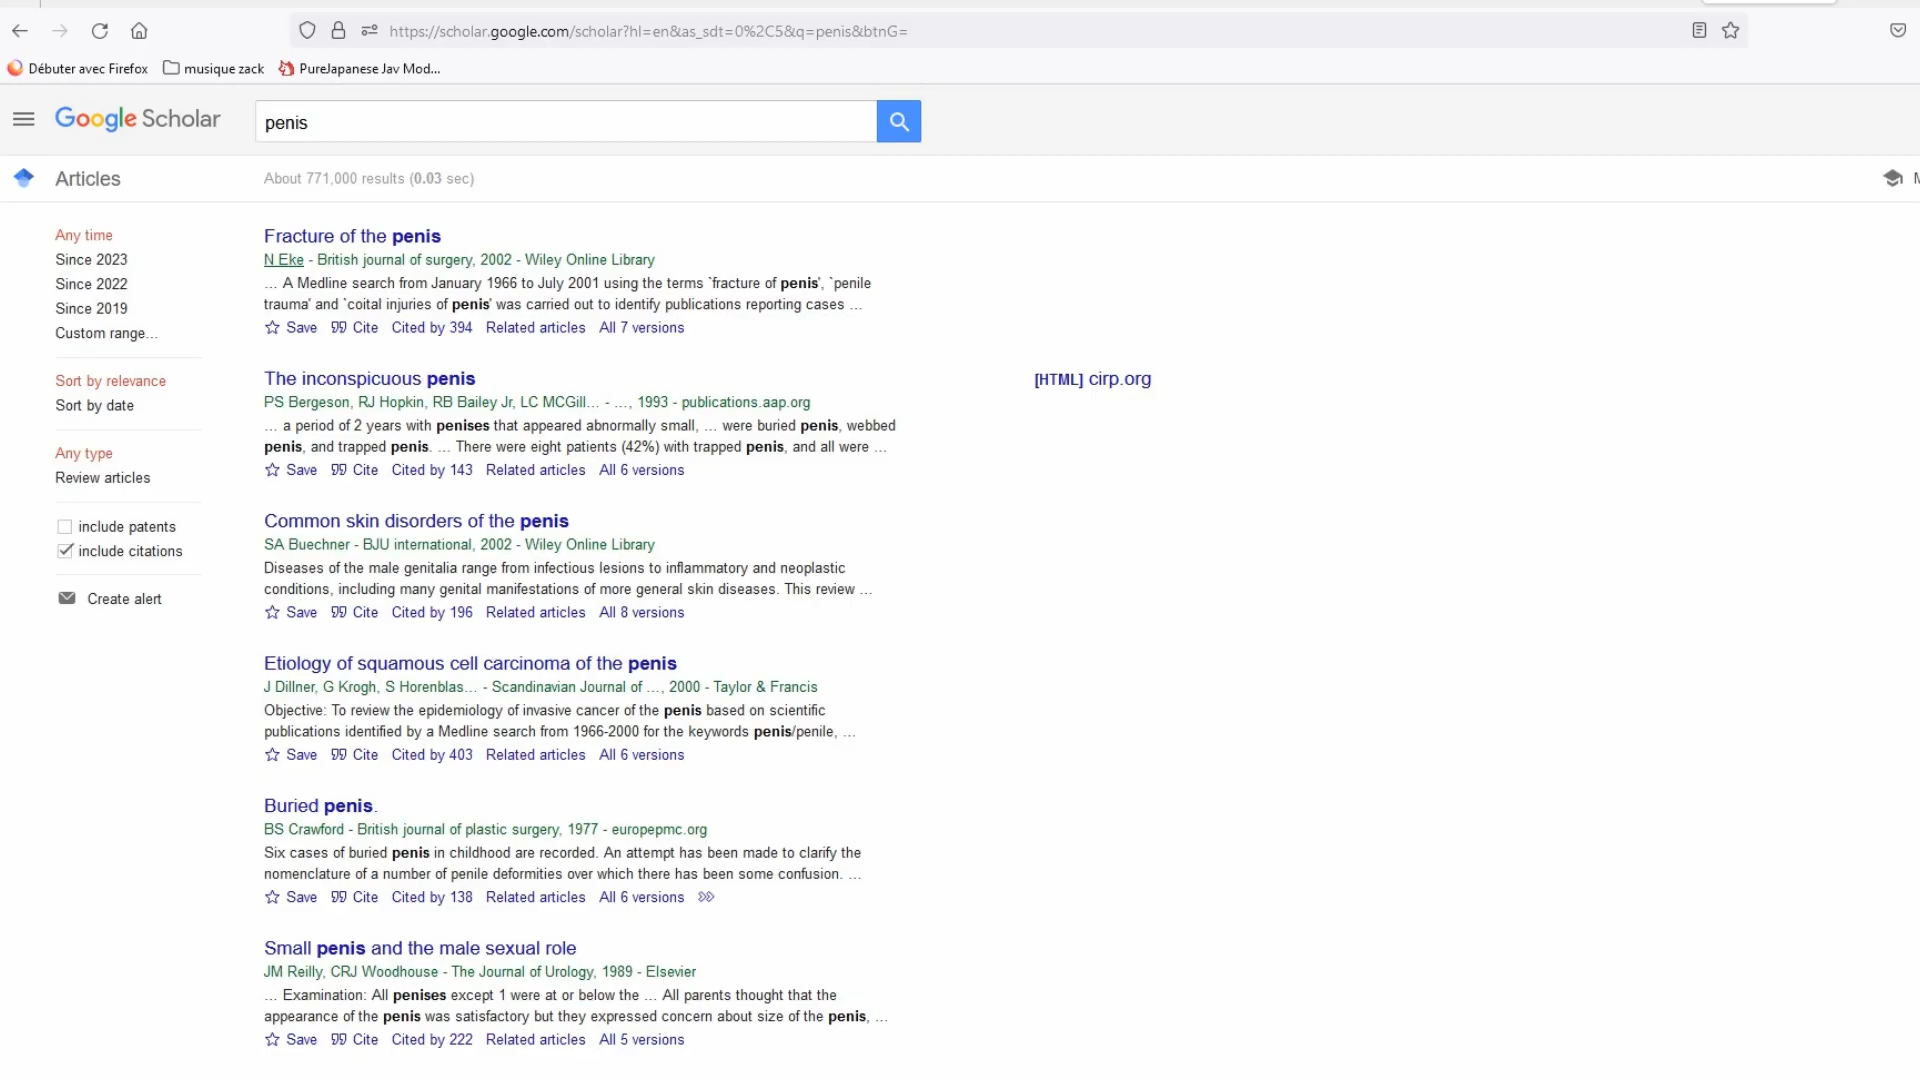 https://scholar.google.com/scholar?hl=en&as_sdt=0%2C5&q=penis&btnG=
Débuter avec Firefox musique zack PureJapanese Jav Mod...
Google Scholar penis
Articles About 771,000 results (0.03 sec) M
Any time
Since 2023
Since 2022
Since 2019
Custom range...
Sort by relevance
Sort by date
Any type
Review articles
include patents
include citations
Create alert
Fracture of the penis
N Eke - British journal of surgery, 2002 - Wiley Online Library
... A Medline search from January 1966 to July 2001 using the terms `fracture of penis', `penile
trauma' and `coital injuries of penis' was carried out to identify publications reporting cases ...
Save Cite Cited by 394 Related articles All 7 versions
The inconspicuous penis
[HTML] cirp.org
PS Bergeson, RJ Hopkin, RB Bailey Jr, LC MCGill... - ..., 1993 - publications.aap.org
... a period of 2 years with penises that appeared abnormally small, ... were buried penis, webbed
penis, and trapped penis. ... There were eight patients (42%) with trapped penis, and all were ...
Save Cite Cited by 143 Related articles All 6 versions
Common skin disorders of the penis
SA Buechner - BJU international, 2002 - Wiley Online Library
Diseases of the male genitalia range from infectious lesions to inflammatory and neoplastic
conditions, including many genital manifestations of more general skin diseases. This review ...
Save Cite Cited by 196 Related articles All 8 versions
Etiology of squamous cell carcinoma of the penis
J Dillner, G Krogh, S Horenblas... - Scandinavian Journal of ..., 2000 - Taylor & Francis
Objective: To review the epidemiology of invasive cancer of the penis based on scientific
publications identified by a Medline search from 1966-2000 for the keywords penis/penile, ...
Save Cite Cited by 403 Related articles All 6 versions
Buried penis.
BS Crawford - British journal of plastic surgery, 1977 - europepmc.org
Six cases of buried penis in childhood are recorded. An attempt has been made to clarify the
nomenclature of a number of penile deformities over which there has been some confusion. ...
Save Cite Cited by 138 Related articles All 6 versions
Small penis and the male sexual role
JM Reilly, CRJ Woodhouse - The Journal of Urology, 1989 - Elsevier
... Examination: All penises except 1 were at or below the ... All parents thought that the
appearance of the penis was satisfactory but they expressed concern about size of the penis, ...
Save Cite Cited by 222 Related articles All 5 versions